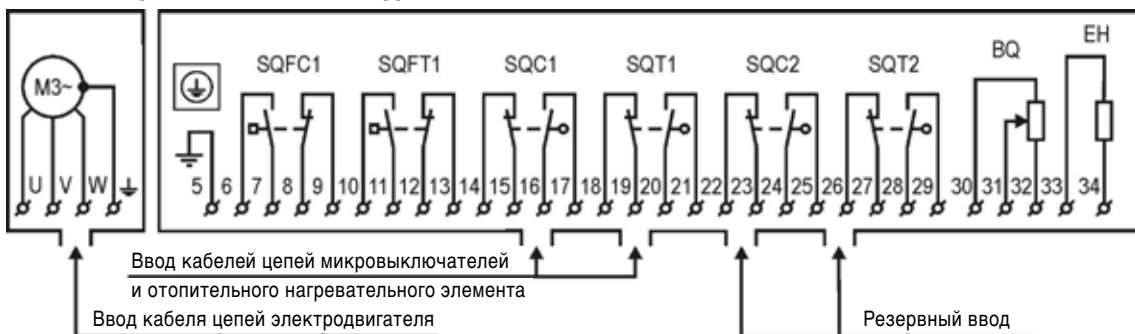 EH
BQ
SQFC1 SQFT1 SQC1 SQT1 SQC2 SQT2
M3~
U V W 5 6 7 8 9 10 11 12 13 14 15 16 17 18 19 20 21 22 23 24 25 26 27 28 29 30 31 32 33 34
Ввод кабелей цепей микровыключателей
и отопительного нагревательного элемента
Ввод кабеля цепей электродвигателя Резервный ввод